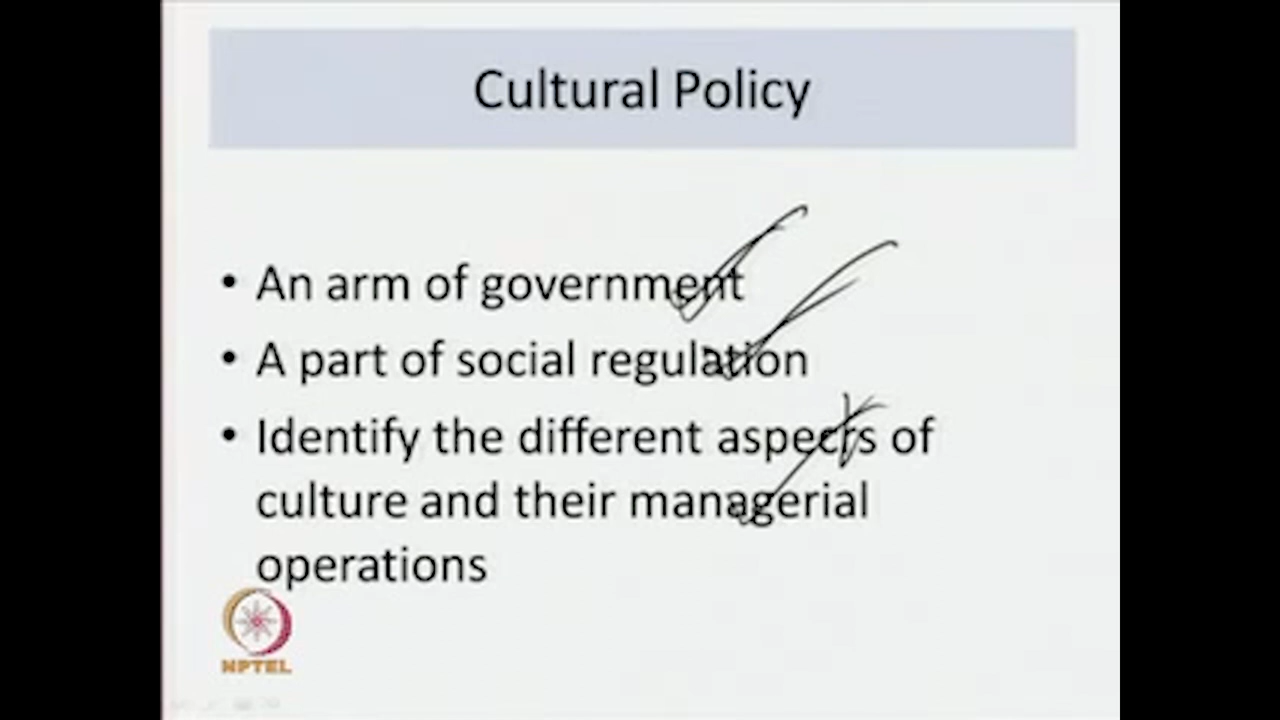 Cultural Policy
• An arm of government
• A part of social regulation
• Identify the different aspects of
culture and their managerial
operations
NPTEL